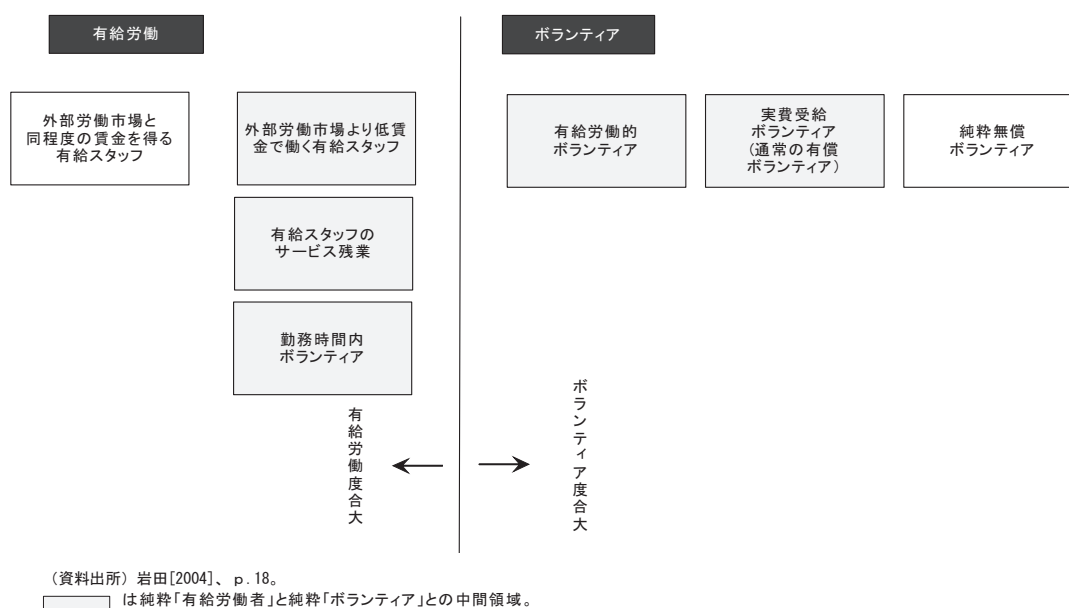 有給労働
ボランティア
外部労働市場と
同程度の賃金を得る
有給スタッフ
外部労働市場より低賃
金で働く有給スタッフ
有給労働的
ボランティア
実費受給
ボランティア
(通常の有償
ボランティア)
純粋無償
ボランティア
有給スタッフの
サービス残業
勤務時間内
ボランティア
有給労働度合大
ボランティア度合大
(資料出所) 岩田[2004]、p.18。
は純粋「有給労働者」と純粋「ボランティア」との中間領域。